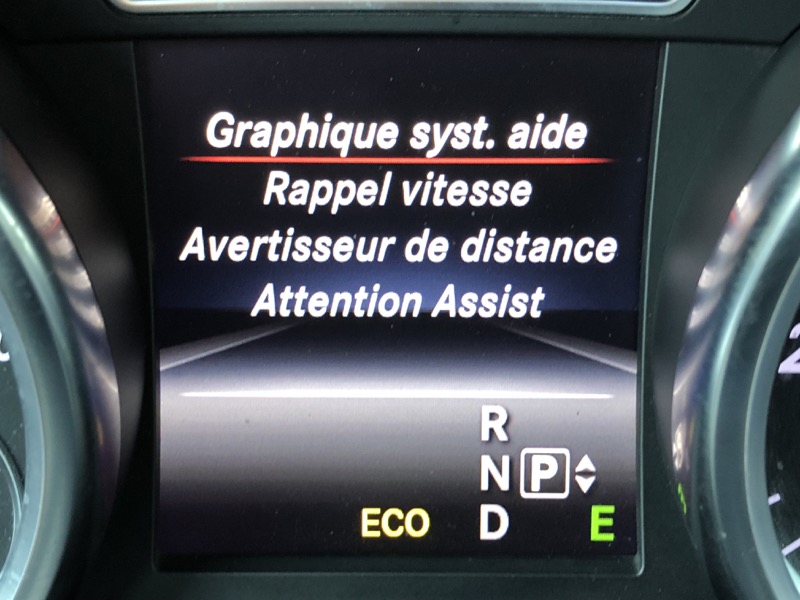 Graphique syst. aide
Rappel vitesse
Avertisseur de distance
Attention Assist
R
N P
ECO D E